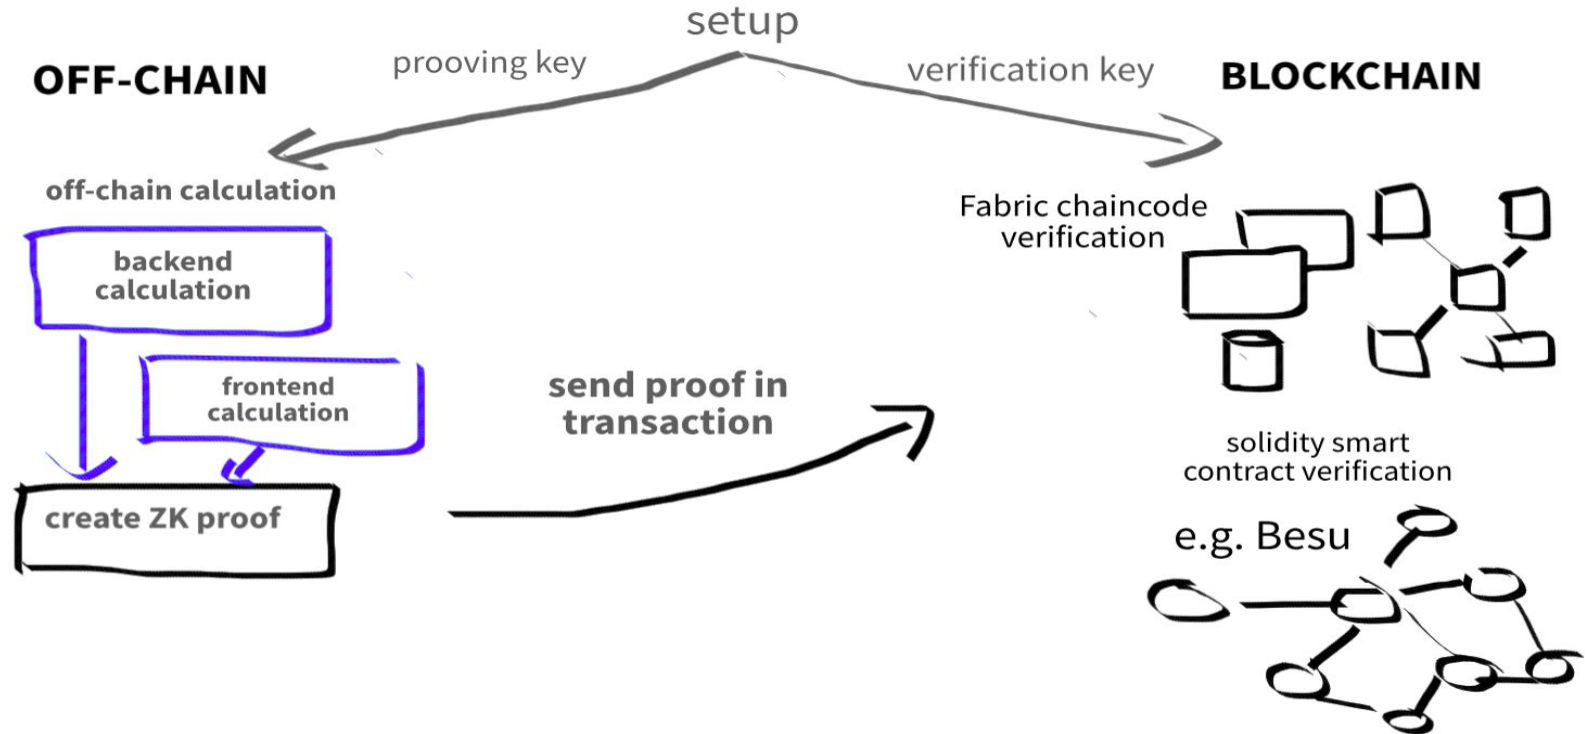 setup
prooving key
verification key
OFF-CHAIN
BLOCKCHAIN
off-chain calculation
backend
calculation
frontend
calculation
create ZK proof
send proof in
transaction
Fabric chaincode
verification
solidity smart
contract verification
e.g. Besu